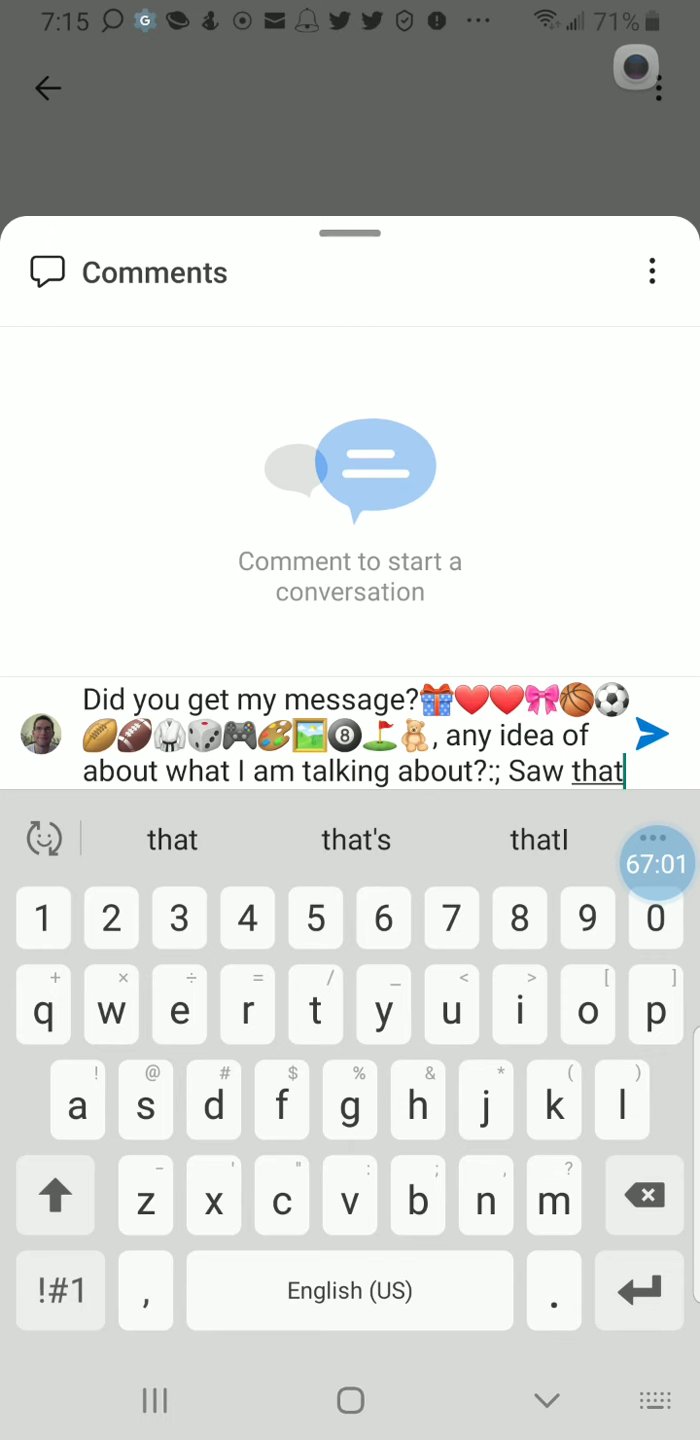 7:15 71%
Comments
Comment to start a
conversation
Did you get my message?🎁❤️❤️🎀🏀⚽
🏉🏈🥋🎲🎮🎨🖼️🎱⛳🧸, any idea of
about what I am talking about?:; Saw that
that that's thatI
67:01
1 2 3 4 5 6 7 8 9 0
+ × ÷ = / _ < > [ ]
q w e r t y u i o p
! @ # $ % & * ( )
a s d f g h j k l
- ' " : ; , ?
z x c v b n m
!#1 , English (US) .